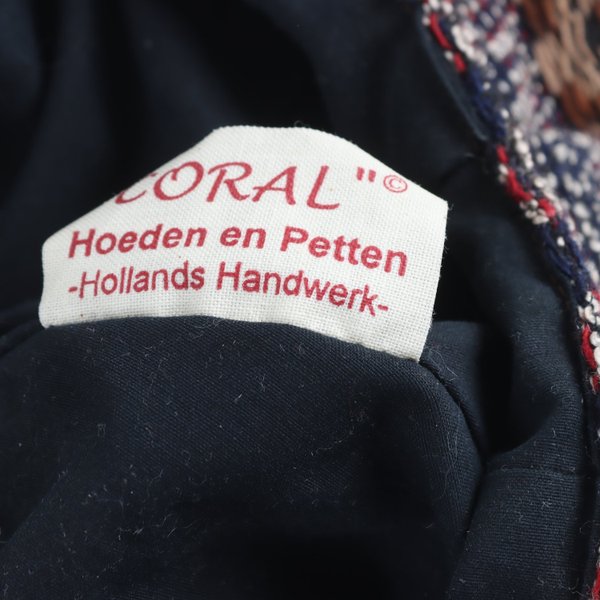 CORAL"©
Hoeden en Petten
-Hollands Handwerk-